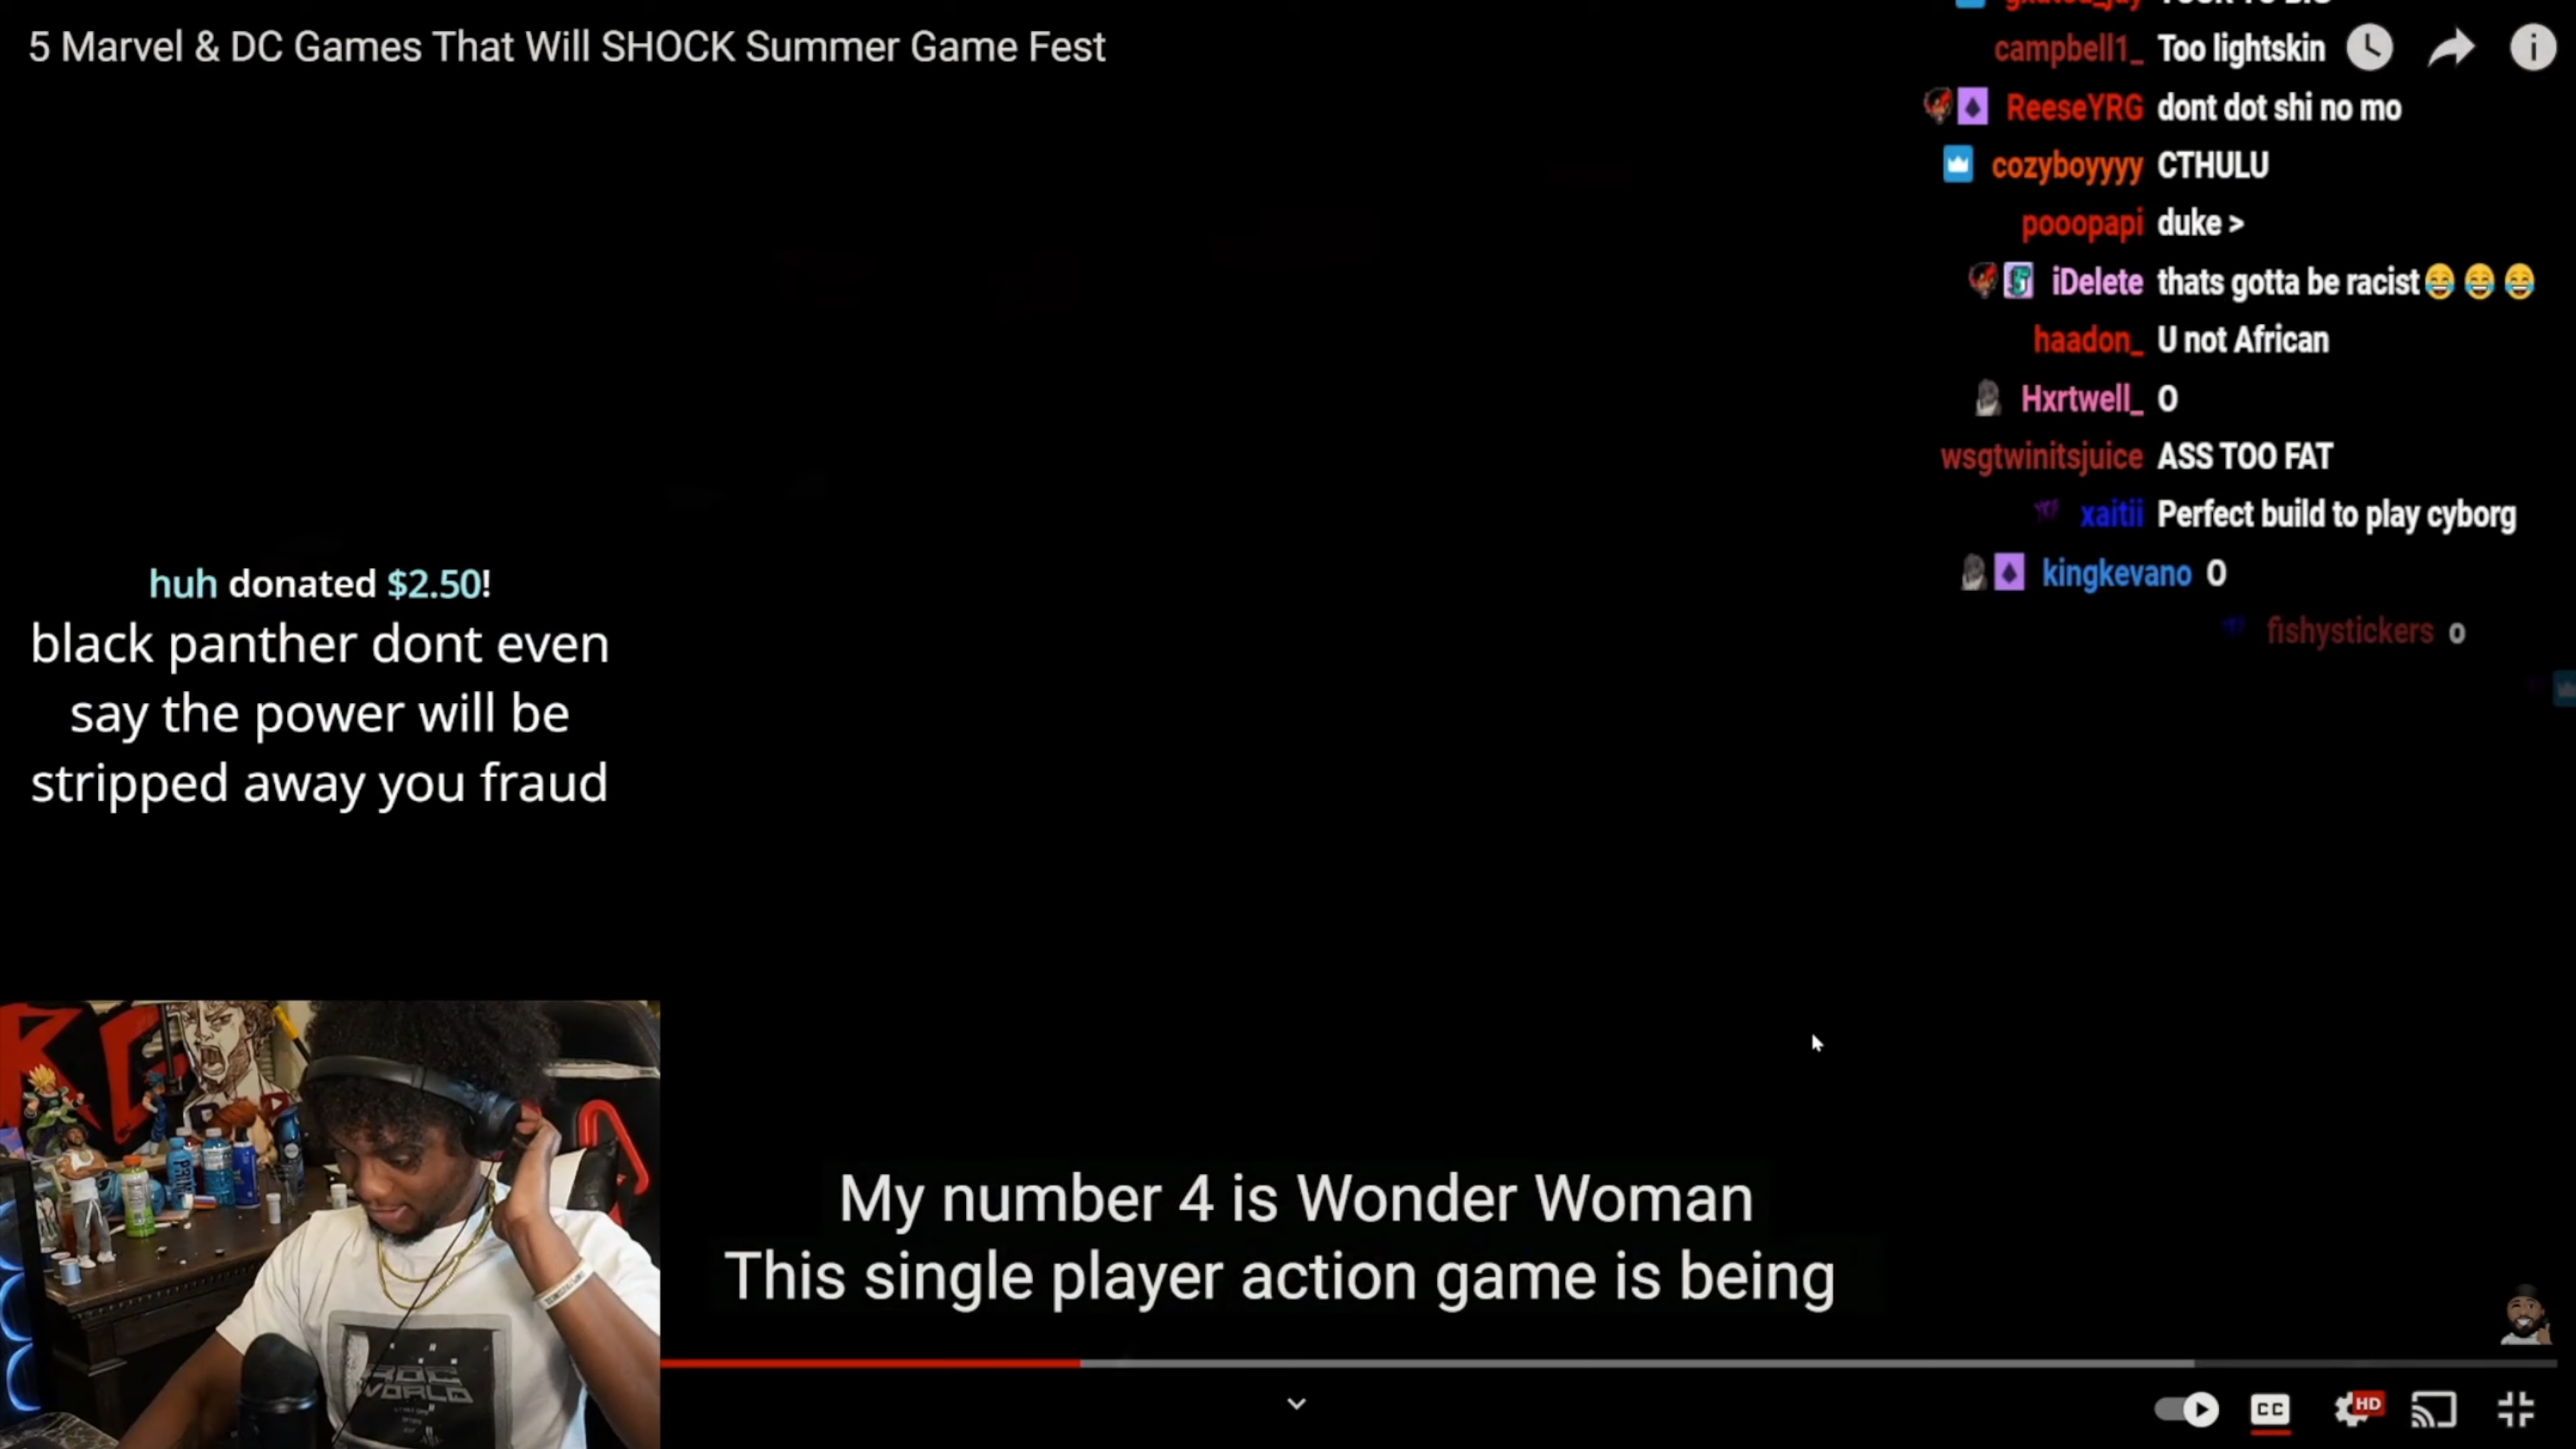 5 Marvel & DC Games That Will SHOCK Summer Game Fest
campbell1_ Too lightskin
ReeseYRG dont dot shi no mo
cozyboyyyy CTHULU
pooopapi duke >
iDelete thats gotta be racist😂😂😂
haadon_ U not African
Hxrtwell_ O
wsgtwinitsjuice ASS TOO FAT
xaitii Perfect build to play cyborg
kingkevano O
fishystickers o
huh donated $2.50!
black panther dont even
say the power will be
stripped away you fraud
My number 4 is Wonder Woman
This single player action game is being
WORLD
CC
HD